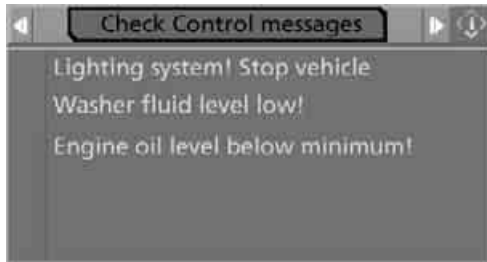 Check Control messages
Lighting system! Stop vehicle
Washer fluid level low!
Engine oil level below minimum!